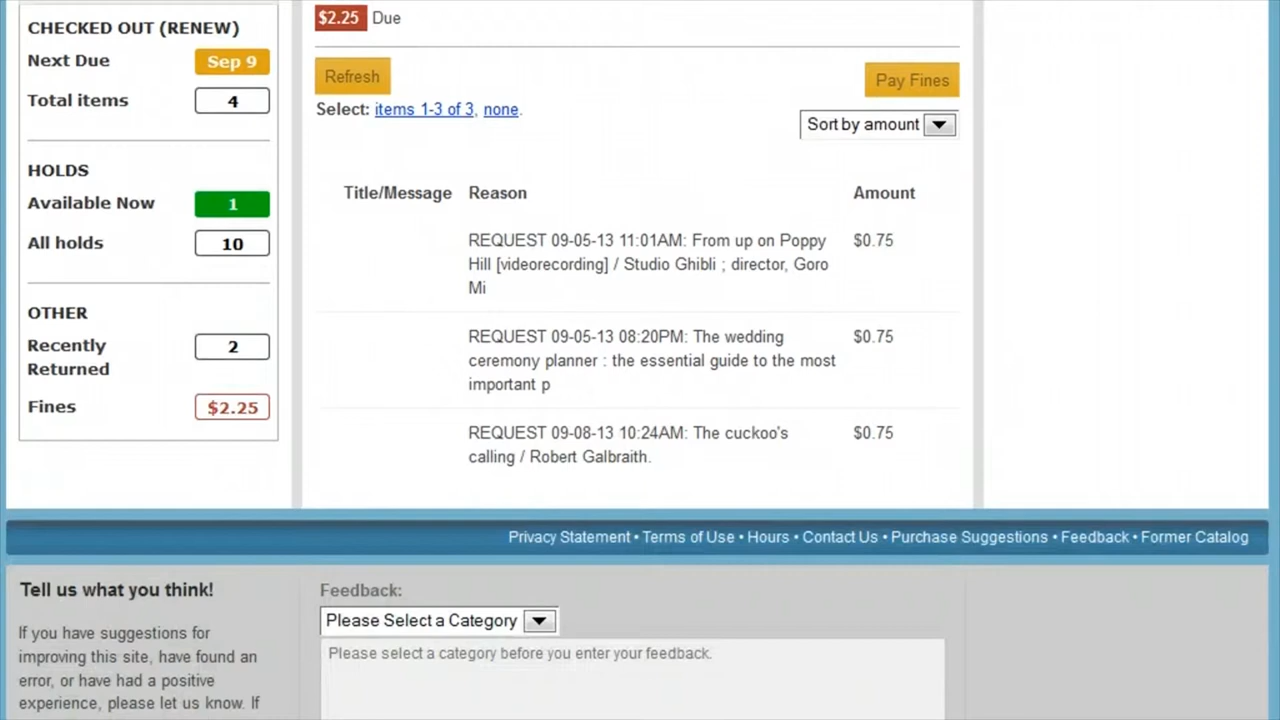 CHECKED OUT (RENEW)
Next Due Sep 9
Total items 4
HOLDS
Available Now 1
All holds 10
OTHER
Recently
Returned 2
Fines $2.25
$2.25 Due
Refresh
Pay Fines
Select: items 1-3 of 3, none.
Sort by amount
Title/Message Reason Amount
REQUEST 09-05-13 11:01AM: From up on Poppy $0.75
Hill [videorecording] / Studio Ghibli ; director, Goro
Mi
REQUEST 09-05-13 08:20PM: The wedding $0.75
ceremony planner : the essential guide to the most
important p
REQUEST 09-08-13 10:24AM: The cuckoo's $0.75
calling / Robert Galbraith.
Privacy Statement • Terms of Use • Hours • Contact Us • Purchase Suggestions • Feedback • Former Catalog
Tell us what you think!
If you have suggestions for
improving this site, have found an
error, or have had a positive
experience, please let us know. If
Feedback:
Please Select a Category
Please select a category before you enter your feedback.